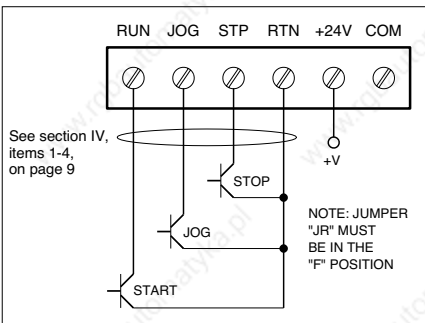 RUN JOG STP RTN +24V COM
See section IV,
items 1-4,
on page 9
+V
STOP
JOG
NOTE: JUMPER
"JR" MUST
BE IN THE
"F" POSITION
START